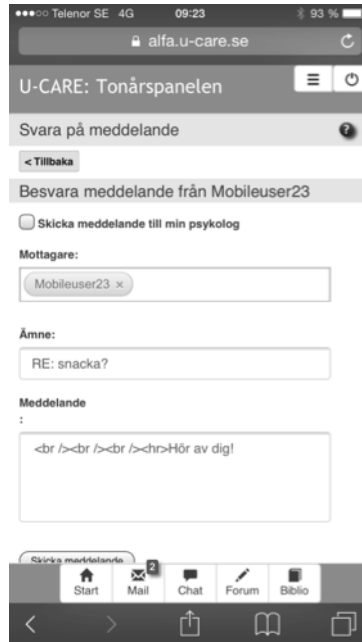 Telenor SE 4G 09:23 93 %
alfa.u-care.se
U-CARE: Tonårspanelen
Svara på meddelande ?
< Tillbaka
Besvara meddelande från Mobileuser23
Skicka meddelande till min psykolog
Mottagare:
Mobileuser23 ×
Ämne:
RE: snacka?
Meddelande
:
<br /><br /><br /><hr>Hör av dig!
Skicka meddelande
2
Start Mail Chat Forum Biblio